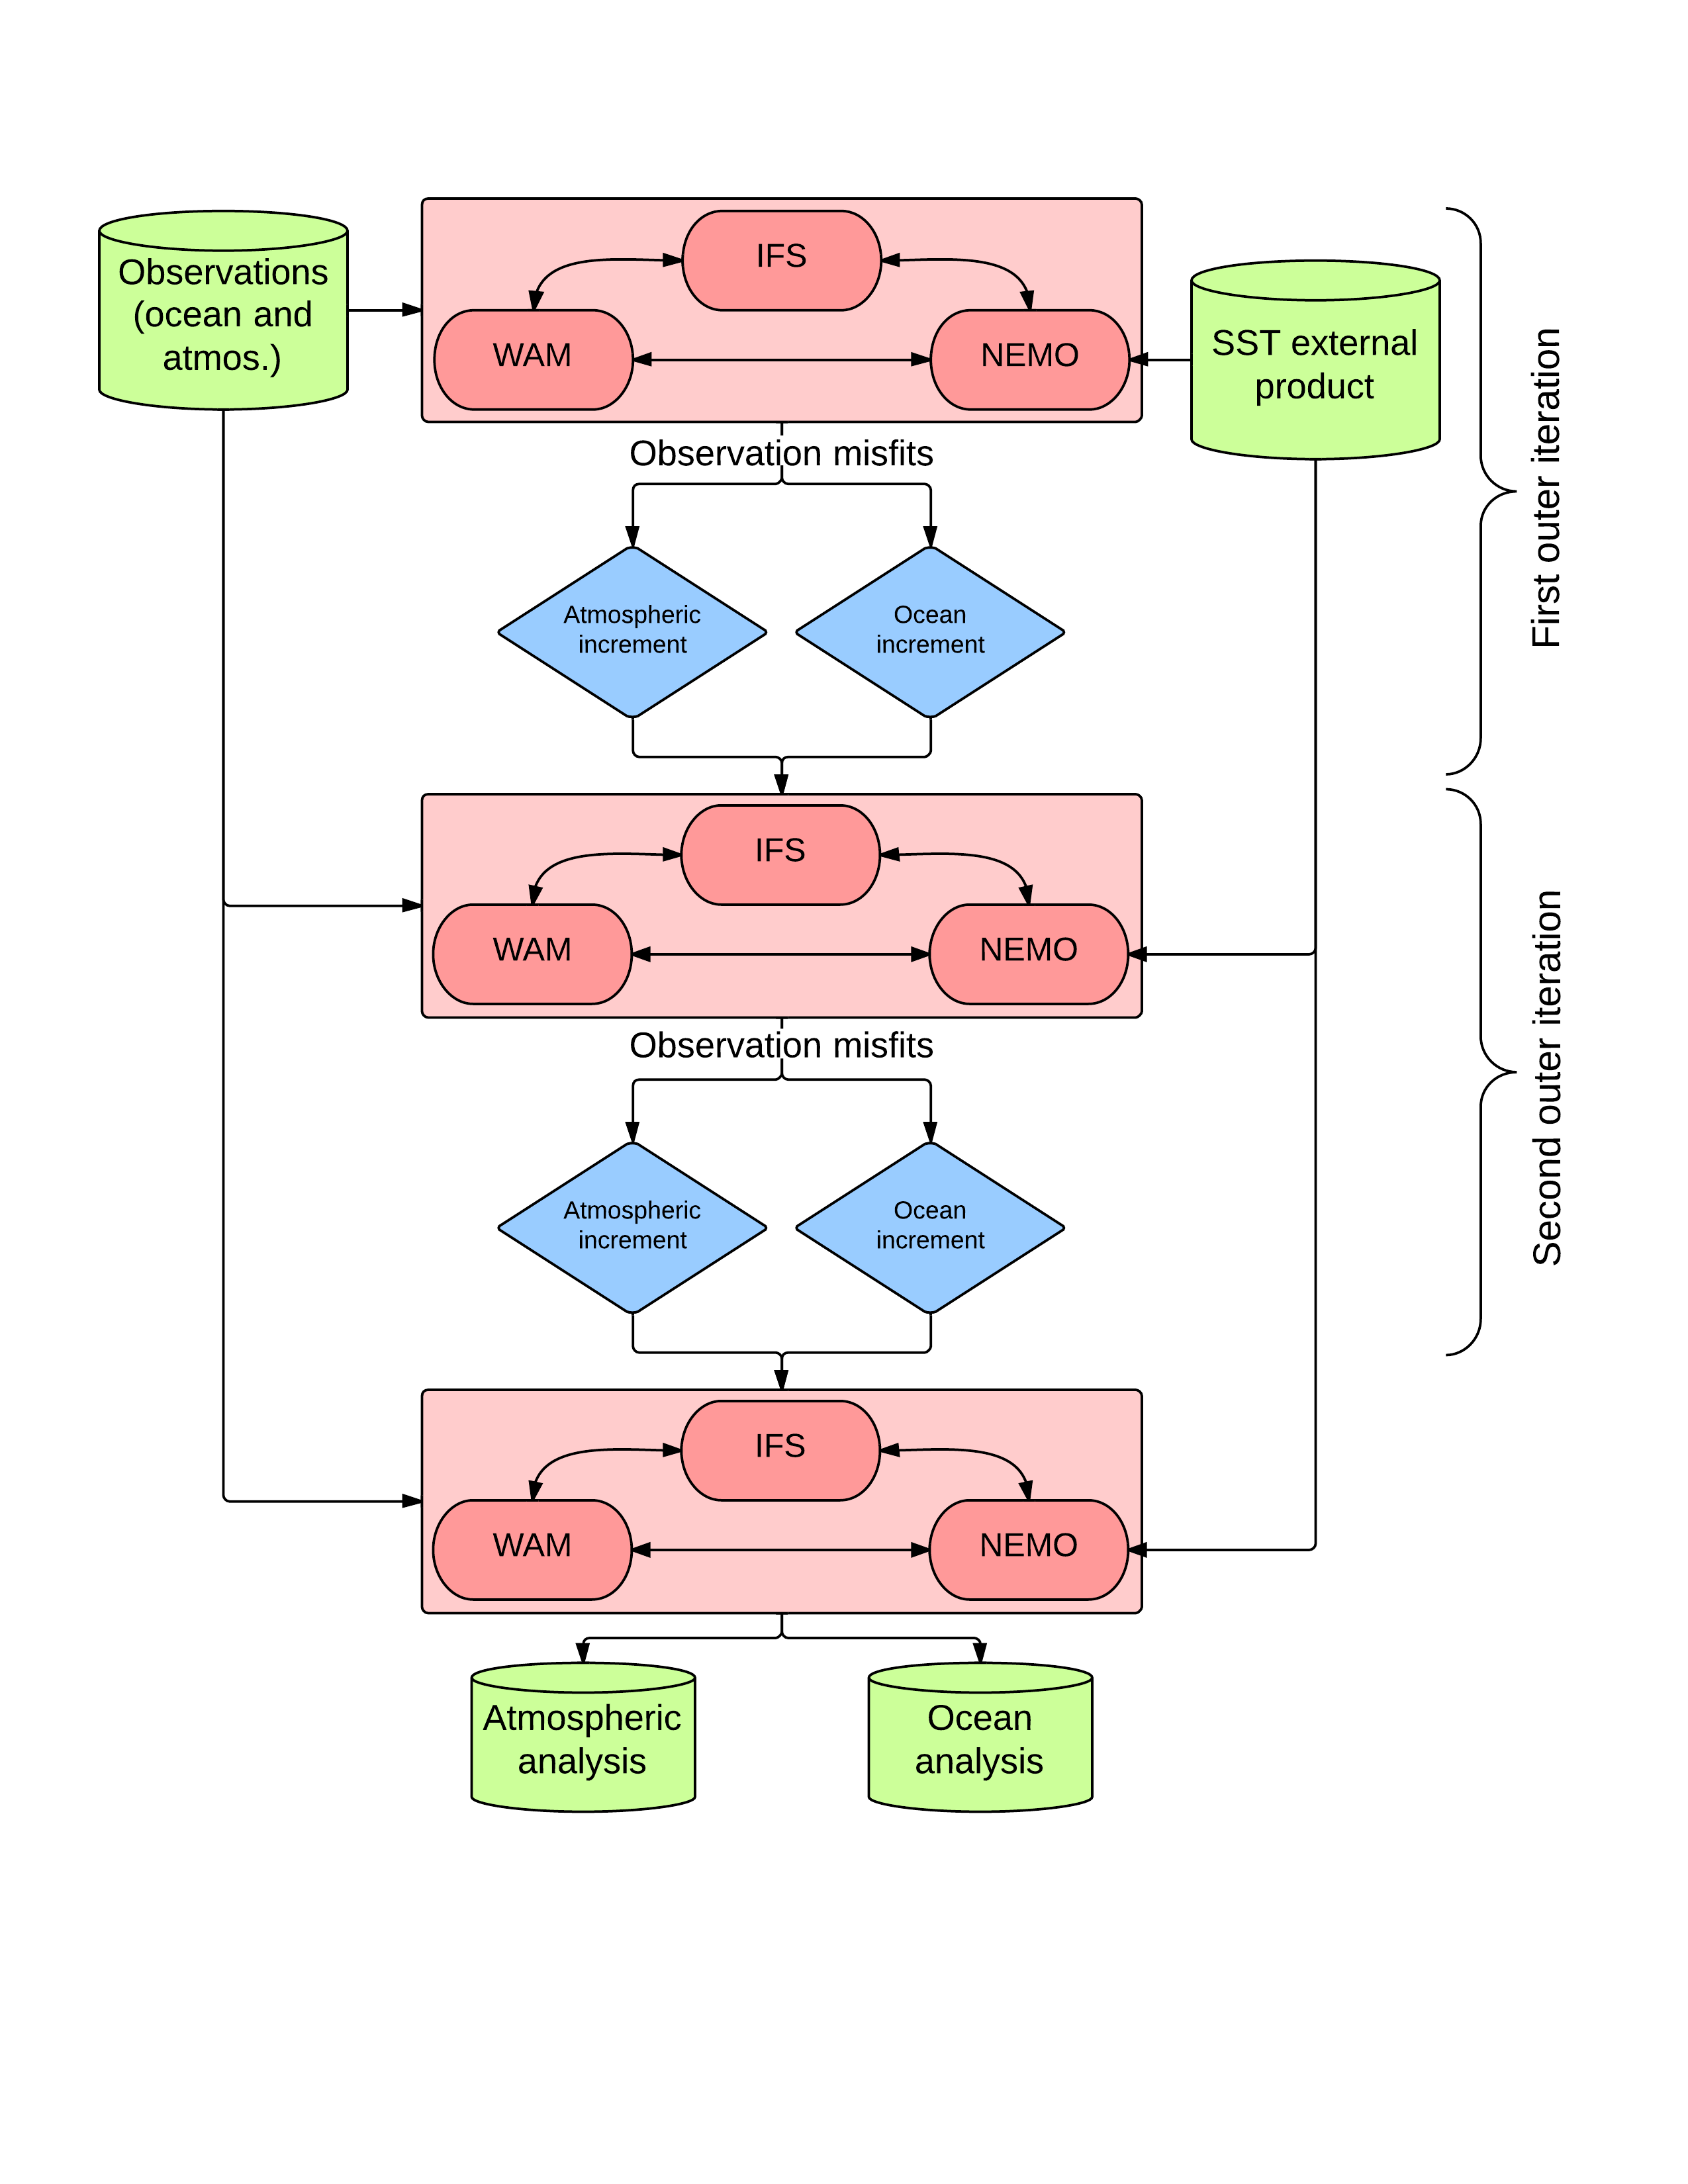 Observations
(ocean and
atmos.)
IFS
WAM
NEMO
SST external
product
Observation misfits
First outer iteration
Atmospheric
increment
Ocean
increment
IFS
WAM
NEMO
Observation misfits
Second outer iteration
Atmospheric
increment
Ocean
increment
IFS
WAM
NEMO
Atmospheric
analysis
Ocean
analysis